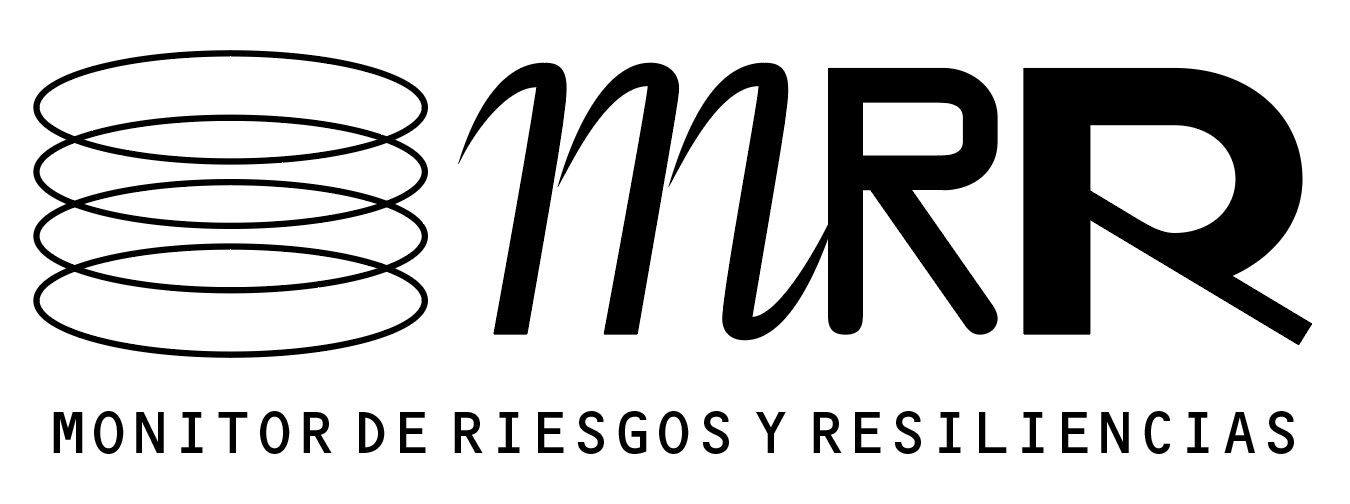 mRR
MONITOR DE RIESGOS Y RESILIENCIAS